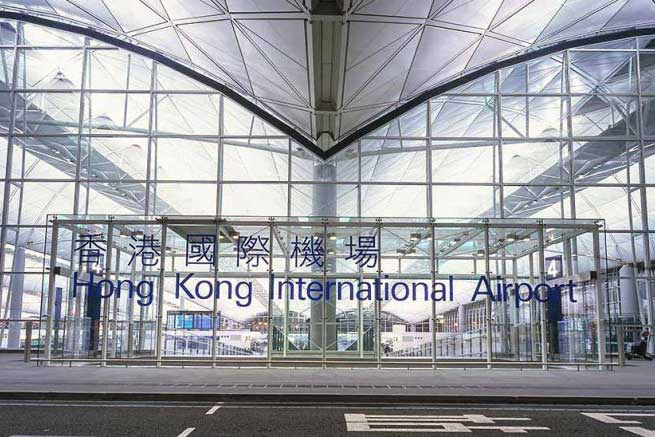 香港國際機場
Hong Kong International Airport
4